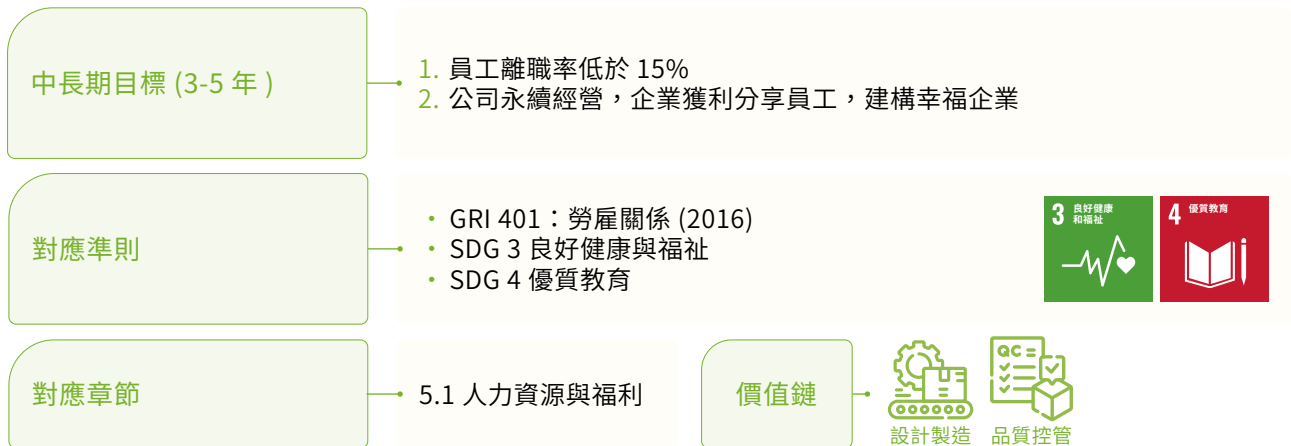 中長期目標 (3-5 年 )
1. 員工離職率低於 15%
2. 公司永續經營，企業獲利分享員工，建構幸福企業
對應準則
• GRI 401：勞雇關係 (2016)
• SDG 3 良好健康與福祉
• SDG 4 優質教育
3 良好健康
和福祉
4 優質教育
對應章節
5.1 人力資源與福利
價值鏈
QC
設計製造
品質控管